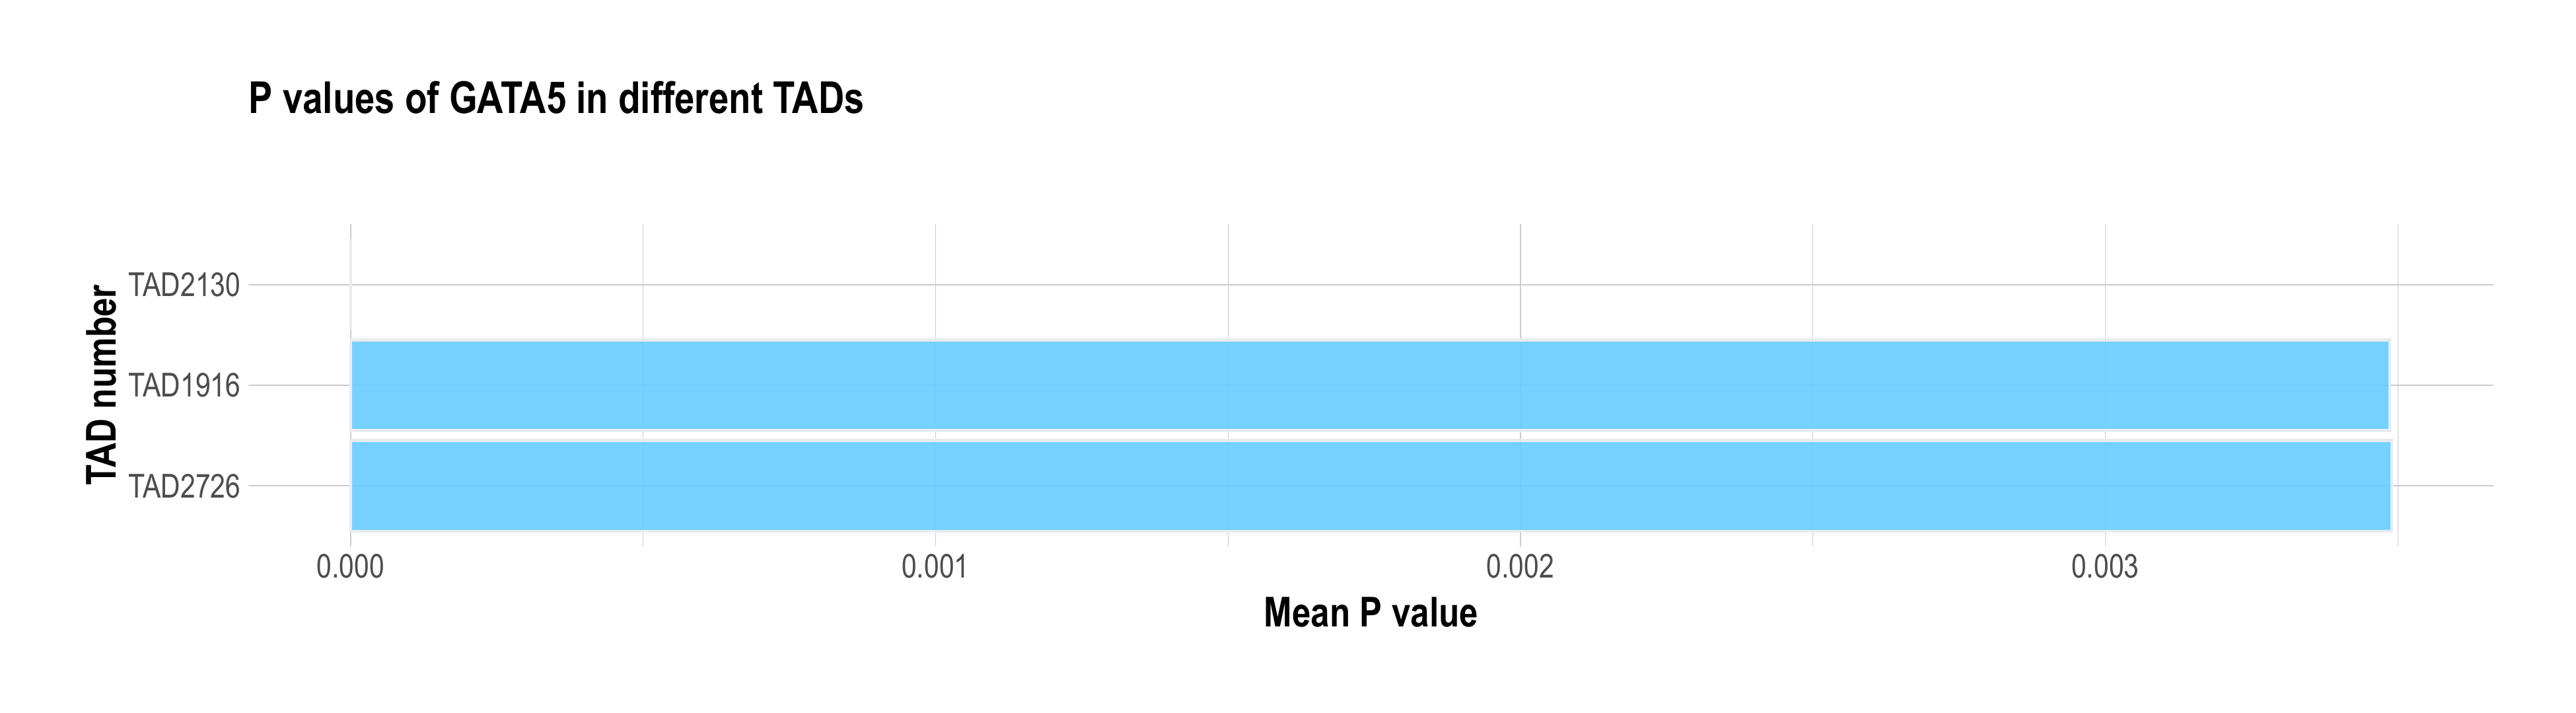 P values of GATA5 in different TADs
TAD number
TAD2130
TAD1916
TAD2726
0.000 0.001 0.002 0.003
Mean P value